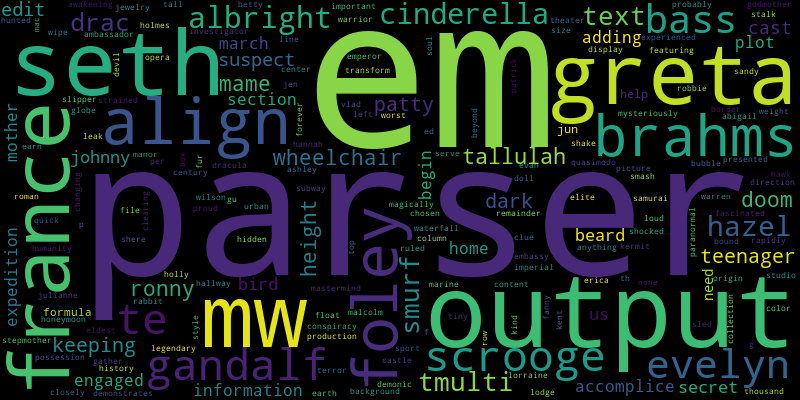 edit
drac
albright
cinderella
text
bass
adding
cast
plot
seth
em
greta
march
suspect
mame
section
patty
align
france
mother
johnny
wheelchair
tallulah
brahms
jun
help
begin
dark
doom
parser
height
home
beard
hazel
teenager
expedition
ronny
bird
foley
smurf
need
us
formula
te
mw
output
keeping
gandalf
scrooge
evelyn
engaged
information
tmulti
accomplice
secret
awakening
jewelry
tall
betty
important
warrior
theater
size
probably
godmother
stalk
hunted
mac
wipe
ambassador
holmes
investigator
line
display
featuring
experienced
devil
opera
center
jen
emperor
transform
soul
sandy
robbie
slipper
strained
globe
leak
forever
vlad
left
worst
ed
beyond
patrics
border
weight
mysteriously
abigail
hannah
shake
earn
manor
per
century
dracula
fur
ashley
serve
evan
doll
quasimodo
picture
bubble
presented
smash
hawk
direction
roman
changing
wilson
gu
subway
magically
chosen
remainder
elite
samurai
warren
quick
file
clearing
proud
urban
waterfall
column
clue
loud
shocked
fascinated
p
hidden
top
ruled
embassy
imperial
anything
kermit
bound
rapidly
humanity
shere
paranormal
julianne
holly
hallway
mastermind
marine
content
erica
th
none
origin
studio
honeymoon
rabbit
style
float
malcolm
tiny
kind
fanny
kent
sled
collection
color
stepmother
eldest
legendary
conspiracy
production
row
g
possession
gather
history
sport
castle
terror
demonic
lorraine
closely
demonstrates
earth
background
lodge
thousand